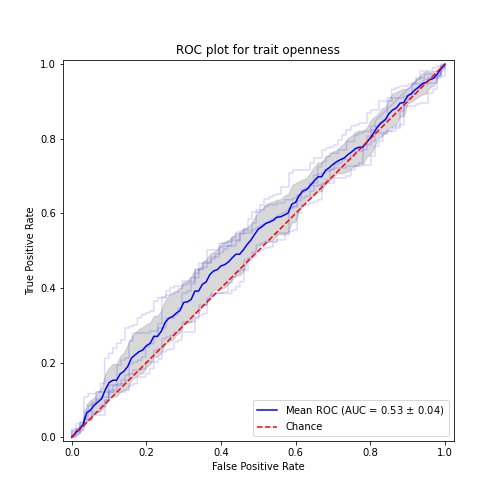 ROC plot for trait openness
1.0
0.8
0.6
0.4
0.2
0.0
True Positive Rate
0.0 0.2 0.4 0.6 0.8 1.0
False Positive Rate
Mean ROC (AUC = 0.53 ± 0.04)
Chance